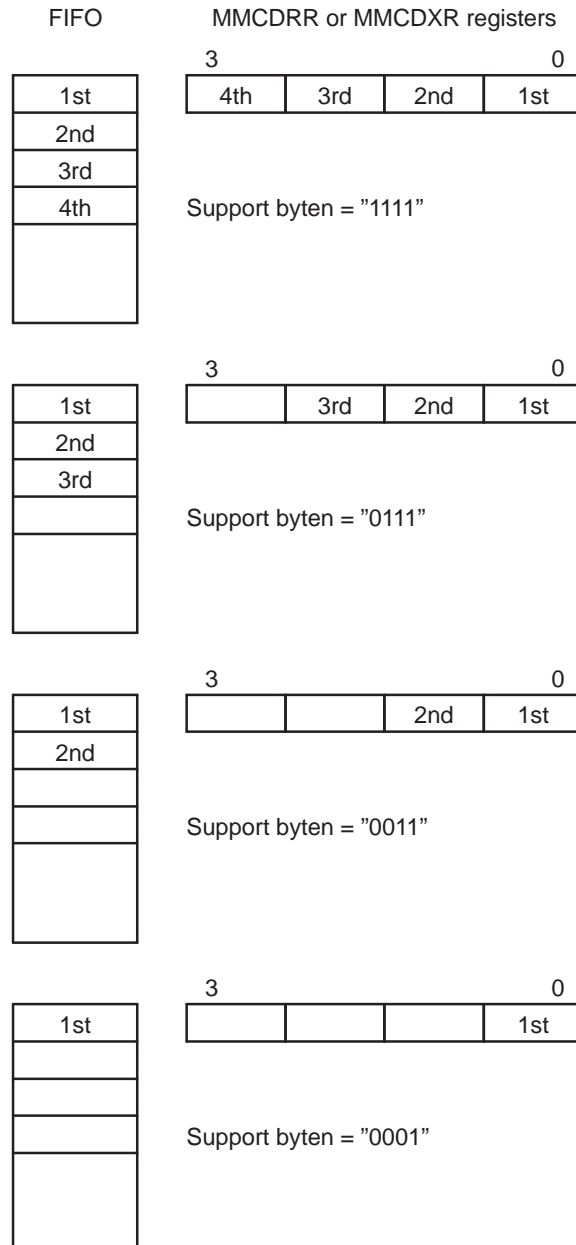 FIFO MMCDRR or MMCDXR registers
3 0
1st 4th 3rd 2nd 1st
2nd
3rd
4th Support byten = ”1111”
3 0
1st 3rd 2nd 1st
2nd
3rd
Support byten = ”0111”
3 0
1st 2nd 1st
2nd
Support byten = ”0011”
3 0
1st 1st
Support byten = ”0001”